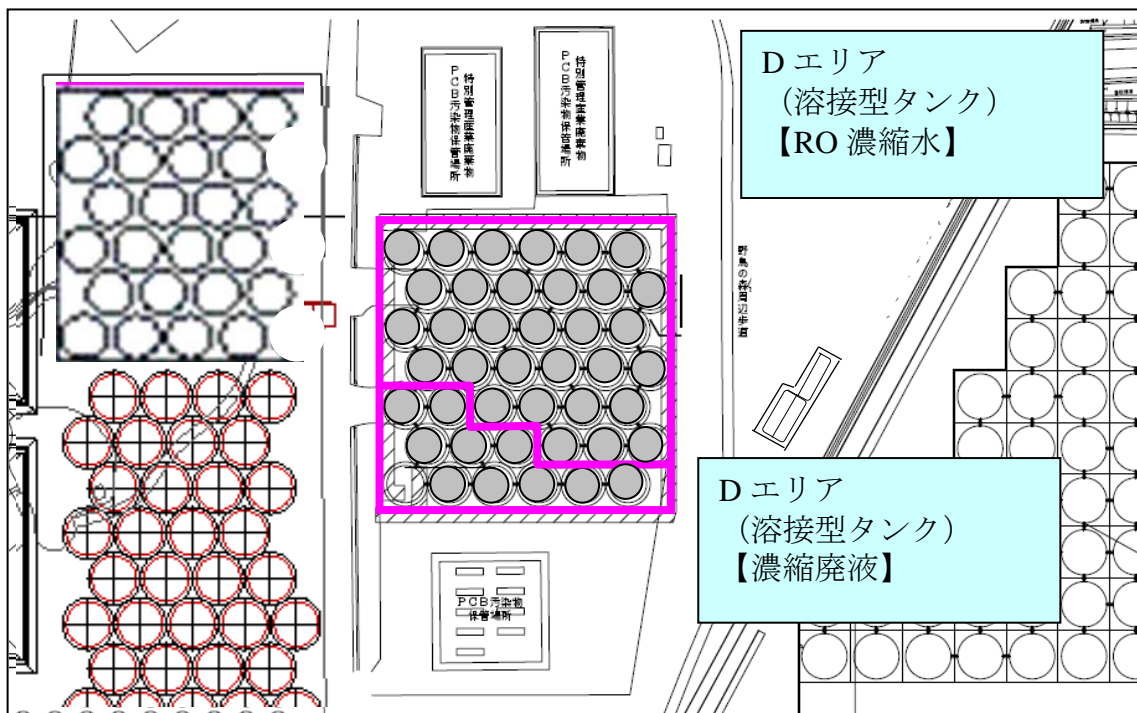 特別管理産業廃棄物
PCB汚染物保管場所
特別管理産業廃棄物
PCB汚染物保管場所
Dエリア
（溶接型タンク）
【RO濃縮水】
野鳥の森周辺歩道
Dエリア
（溶接型タンク）
【濃縮廃液】
PCB汚染物
保管場所